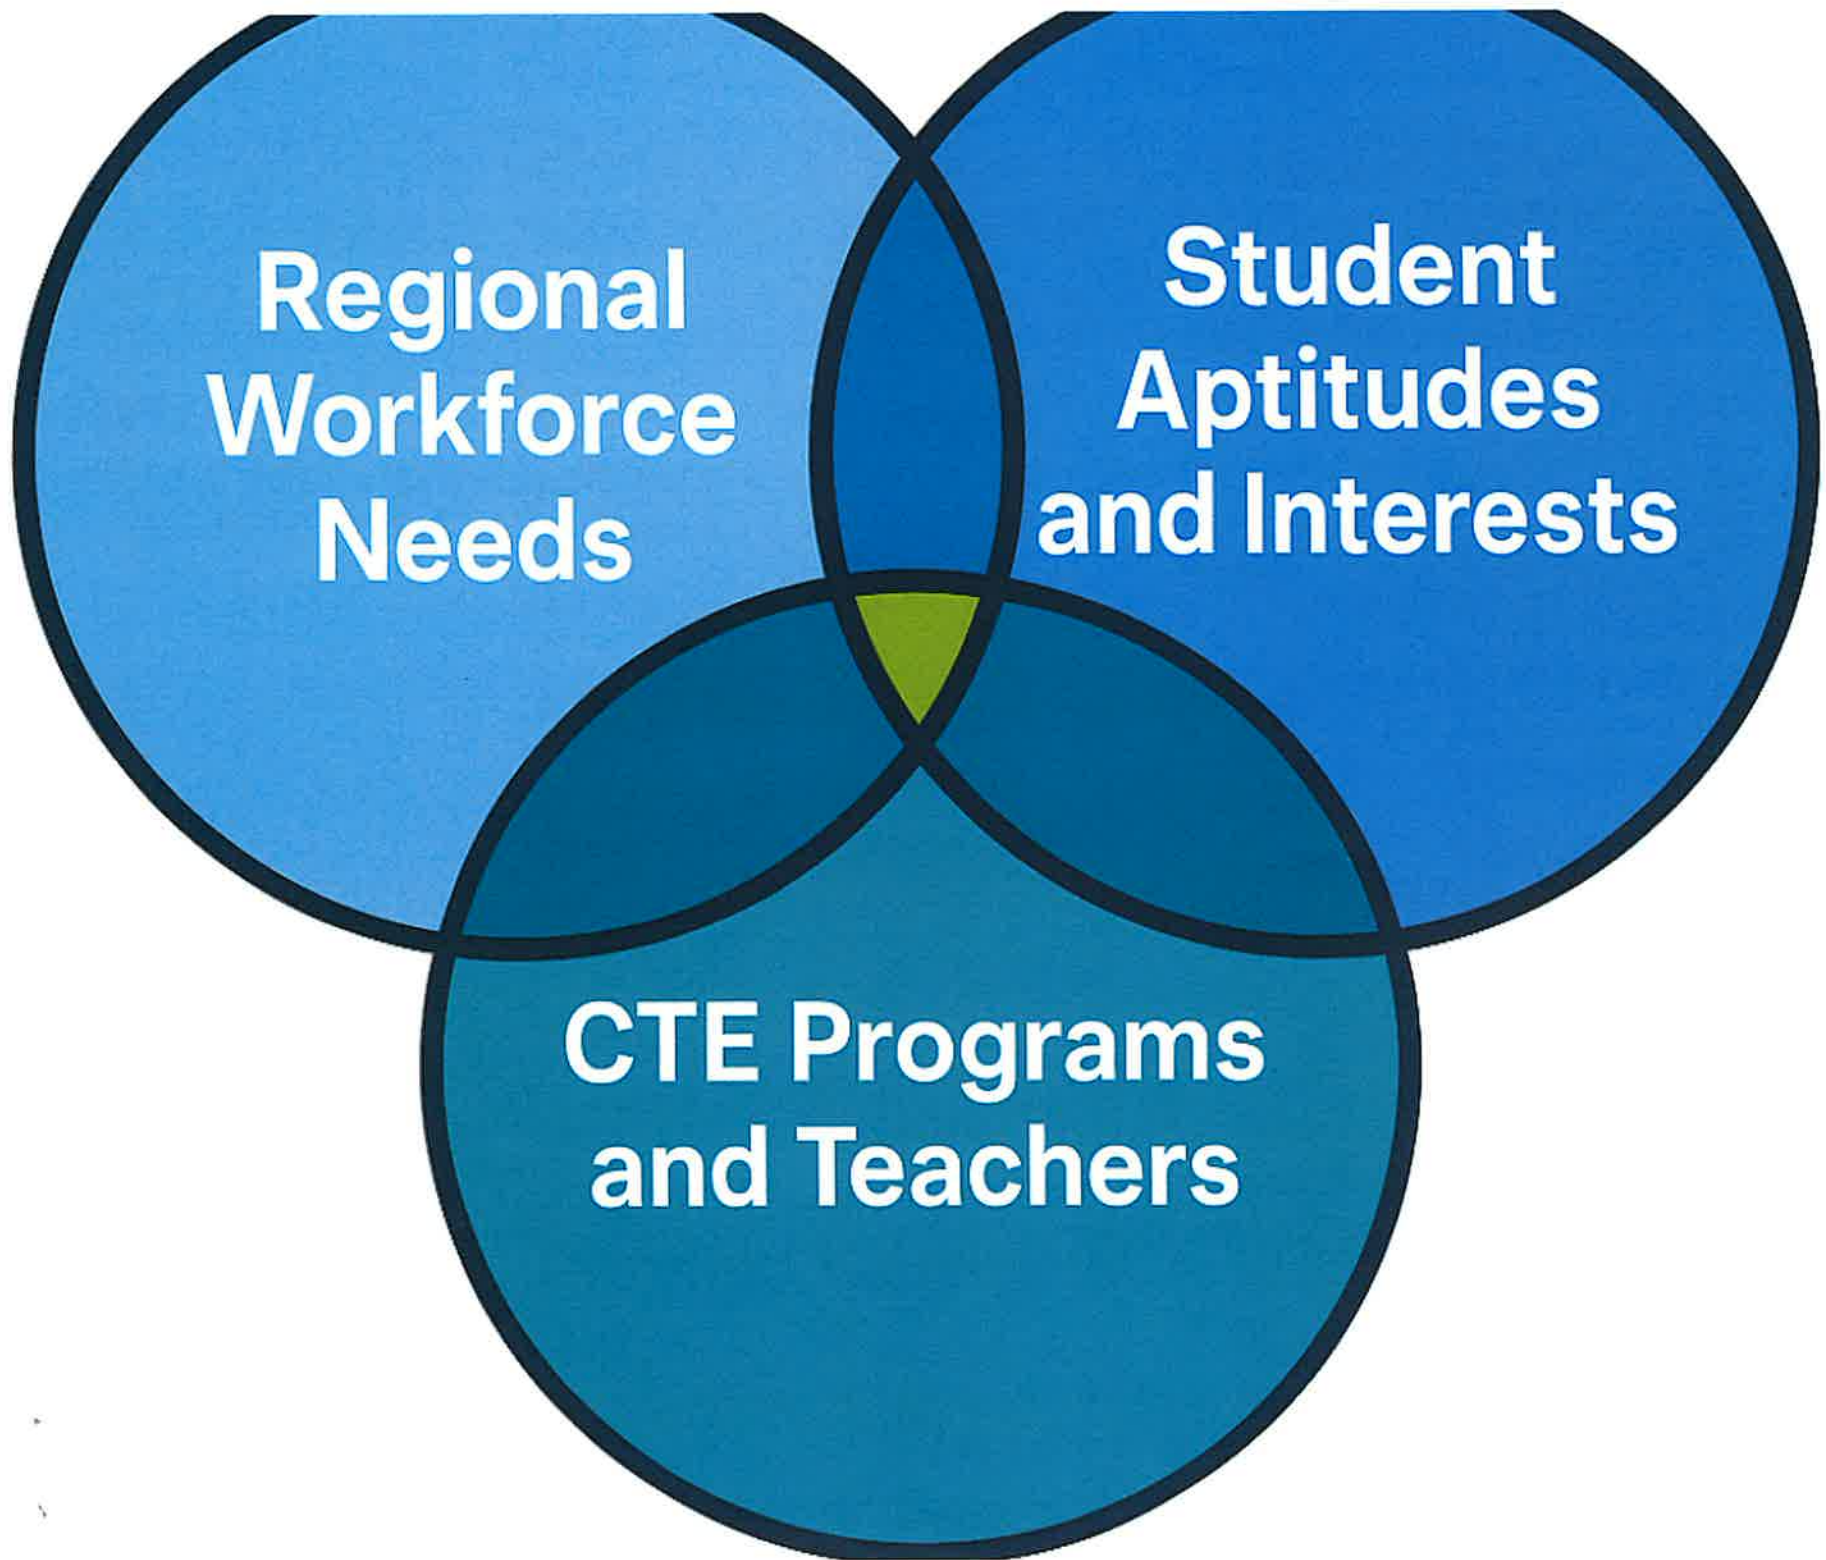 Regional
Workforce
Needs
Student
Aptitudes
and Interests
CTE Programs
and Teachers